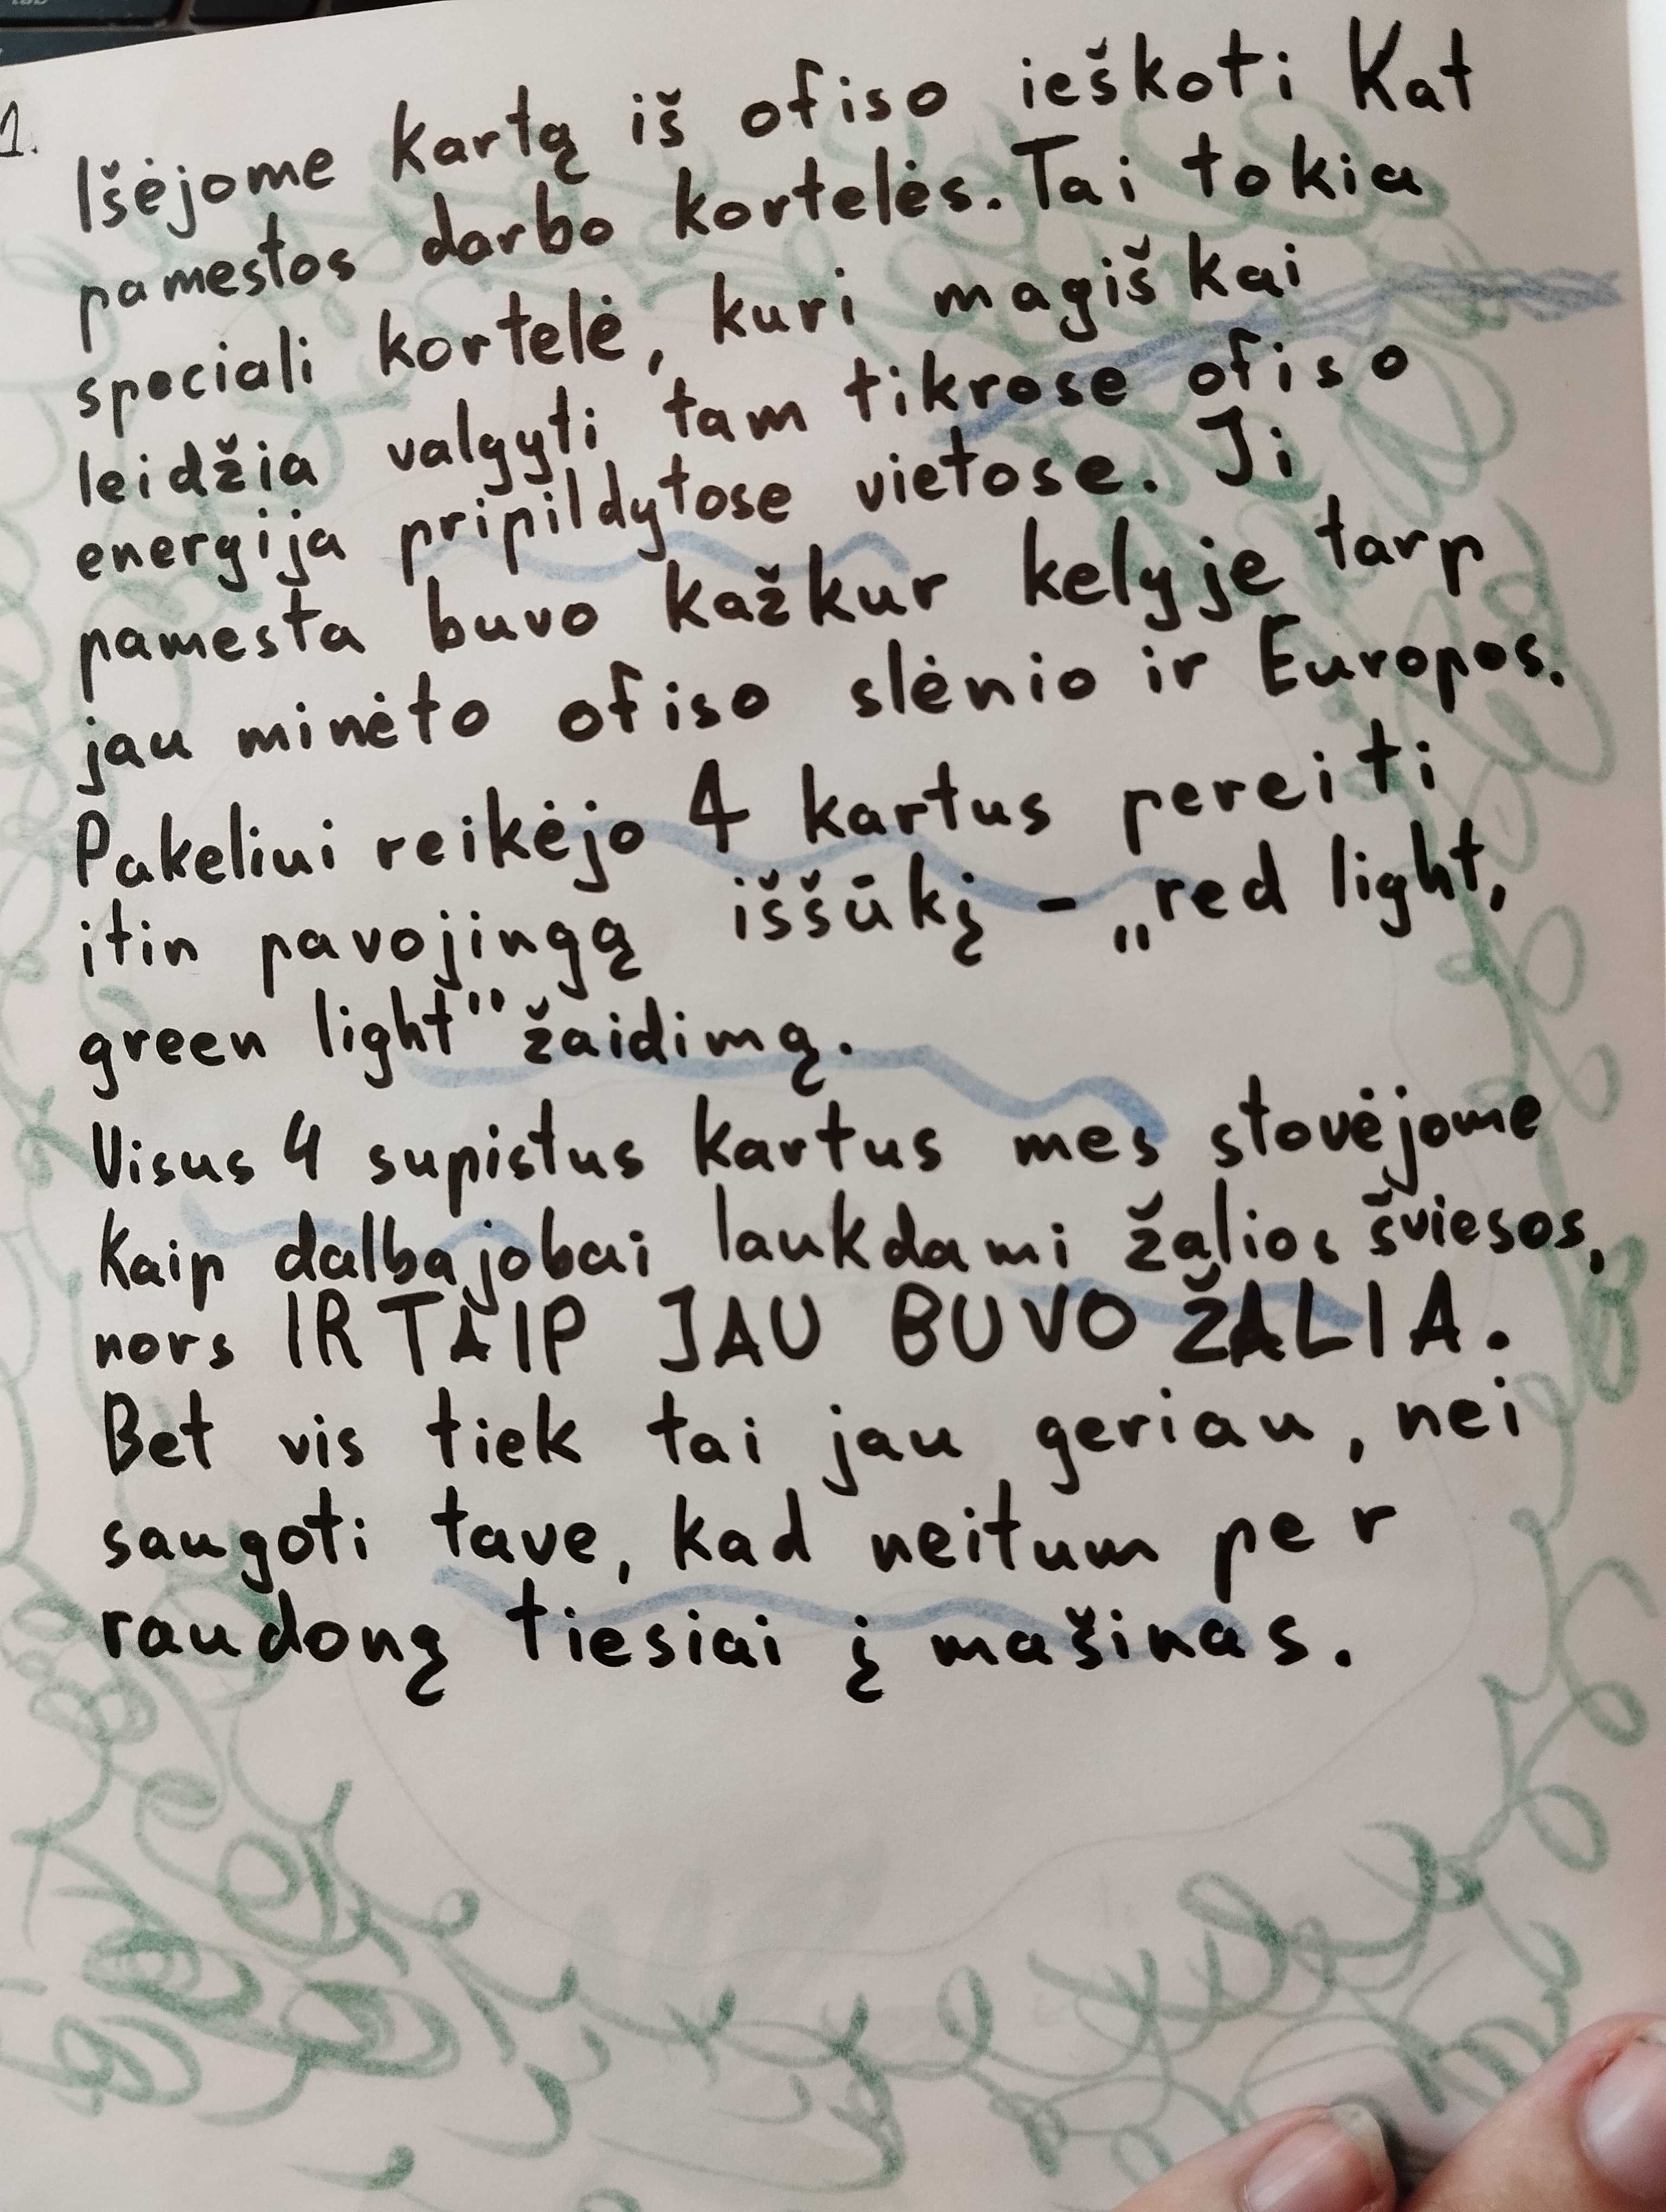 1.
Išėjome kartą iš ofiso ieškoti Kat
pamestos darbo kortelės. Tai tokia
speciali kortelė, kuri magiškai
leidžia valgyti tam tikrose ofiso
energija pripildytose vietose. Ji
pamesta buvo kažkur kelyje tarp
jau minėto ofiso slėnio ir Europos.
Pakeliui reikėjo 4 kartus pereiti
itin pavojingą iššūkį - „red light,
green light" žaidimą.
Visus 4 supistus kartus mes stovėjome
kaip dalbajobai laukdami žalios šviesos,
nors IR TAIP JAU BUVO ŽALIA.
Bet vis tiek tai jau geriau, nei
saugoti tave, kad neitum per
raudoną tiesiai į mašinas.